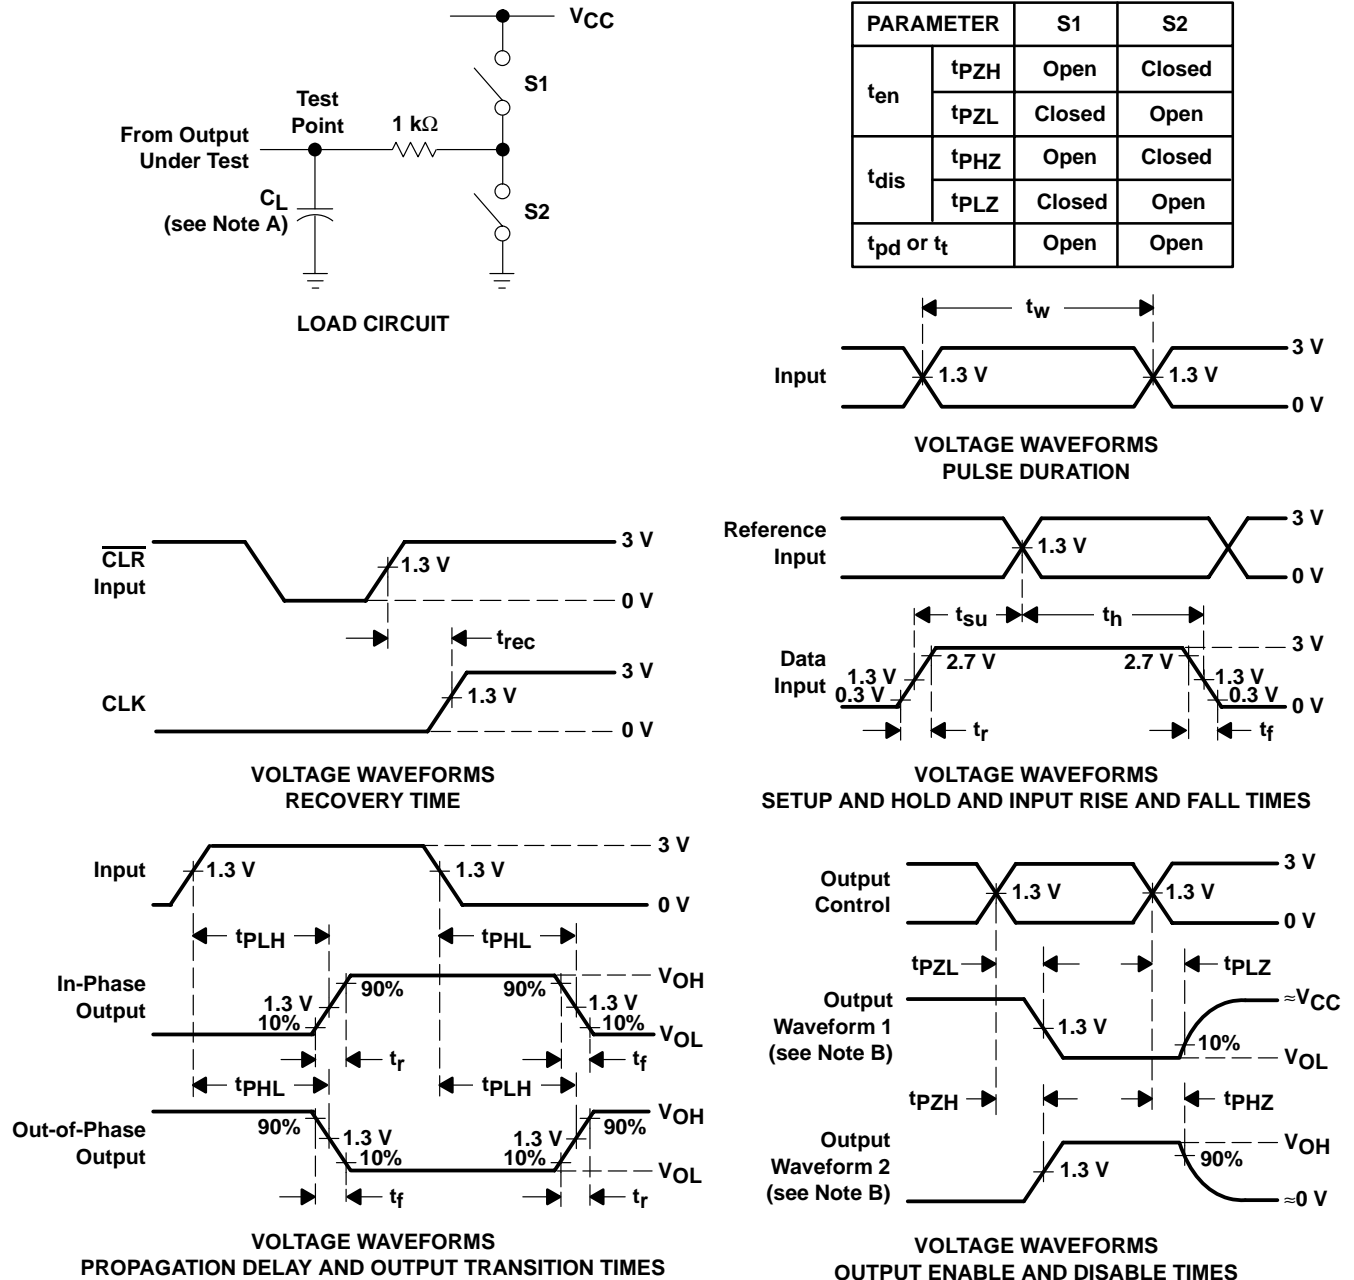 VCC
S1
Test
Point
1 kΩ
From Output
Under Test
CL
(see Note A)
S2
LOAD CIRCUIT
PARAMETER S1 S2
ten tPZH Open Closed
tPZL Closed Open
tdis tPHZ Open Closed
tPLZ Closed Open
tpd or tt Open Open
tw
3 V
Input 1.3 V 1.3 V
0 V
VOLTAGE WAVEFORMS
PULSE DURATION
CLR
Input
3 V
1.3 V
0 V
trec
CLK
3 V
1.3 V
0 V
VOLTAGE WAVEFORMS
RECOVERY TIME
Reference
Input
3 V
1.3 V
0 V
tsu th
Data
Input
3 V
2.7 V 2.7 V
1.3 V 1.3 V
0.3 V 0.3 V
0 V
tr tf
VOLTAGE WAVEFORMS
SETUP AND HOLD AND INPUT RISE AND FALL TIMES
3 V
Input 1.3 V 1.3 V
0 V
tPLH tPHL
In-Phase
Output
VOH
90% 90%
1.3 V 1.3 V
10% 10%
VOL
tr tf
tPHL tPLH
Out-of-Phase
Output
VOH
90% 90%
1.3 V 1.3 V
10% 10%
VOL
tf tr
VOLTAGE WAVEFORMS
PROPAGATION DELAY AND OUTPUT TRANSITION TIMES
Output
Control
3 V
1.3 V 1.3 V
0 V
tPZL tPLZ
Output
Waveform 1
(see Note B)
≈VCC
1.3 V
10%
VOL
tPZH tPHZ
Output
Waveform 2
(see Note B)
VOH
1.3 V
90%
≈0 V
VOLTAGE WAVEFORMS
OUTPUT ENABLE AND DISABLE TIMES